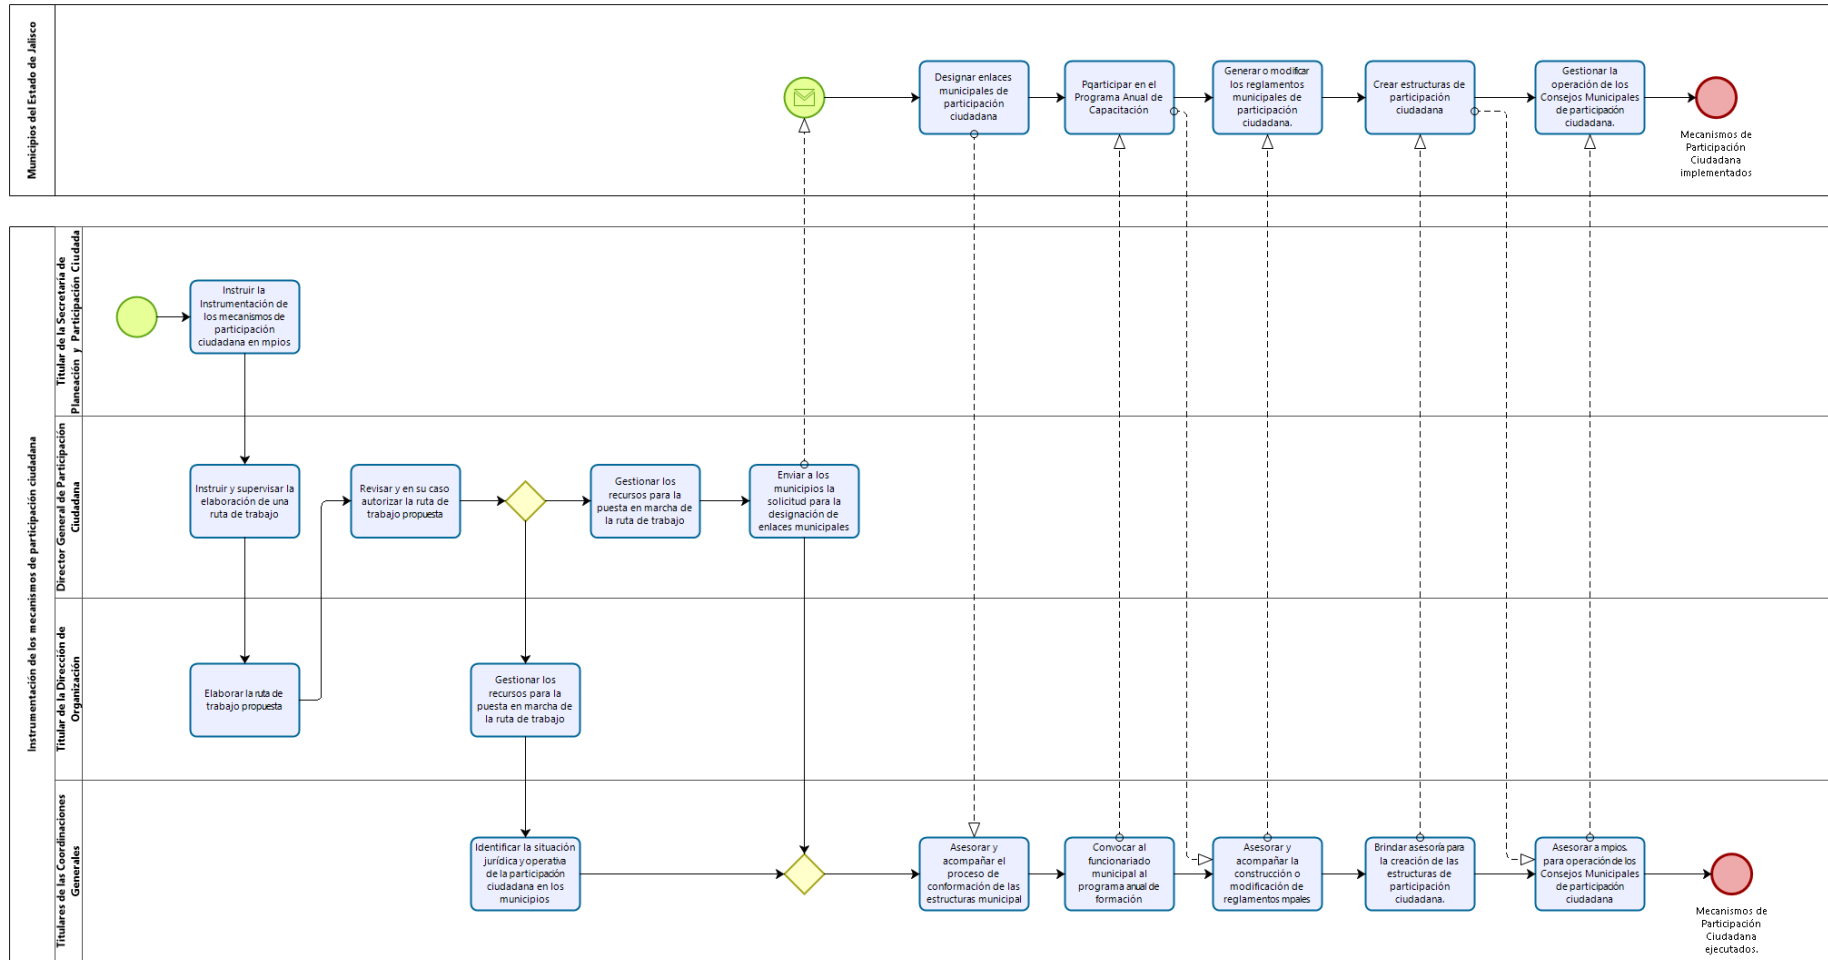 Municipios del Estado de Jalisco
Designar enlaces
municipales de
participación
ciudadana
Pqarticipar en el
Programa Anual de
Capacitación
Generar o modificar
los reglamentos
municipales de
participación
ciudadana.
Crear estructuras de
participación
ciudadana
Gestionar la
operación de los
Consejos Municipales
de participación
ciudadana.
Mecanismos de
Participación
Ciudadana
implementados
Instrumentación de los mecanismos de participación ciudadana
Titular de la Secretaría de
Planeación y Participación Ciudada
Instruir la
Instrumentación de
los mecanismos de
participación
ciudadana en mpios
Director General de Participación
Ciudadana
Instruir y supervisar la
elaboración de una
ruta de trabajo
Revisar y en su caso
autorizar la ruta de
trabajo propuesta
Gestionar los
recursos para la
puesta en marcha de
la ruta de trabajo
Enviar a los
municipios la
solicitud para la
designación de
enlaces municipales
Titular de la Dirección de
Organización
Elaborar la ruta de
trabajo propuesta
Gestionar los
recursos para la
puesta en marcha de
la ruta de trabajo
Titulares de las Coordinaciones
Generales
Identificar la situación
jurídica y operativa
de la participación
ciudadana en los
municipios
Asesorar y
acompañar el
proceso de
conformación de las
estructuras municipal
Convocar al
funcionariado
municipal al
programa anual de
formación
Asesorar y
acompañar la
construcción o
modificación de
reglamentos mpales
Brindar asesoría para
la creación de las
estructuras de
participación
ciudadana.
Asesorar a mpios.
para operación de los
Consejos Municipales
de participación
ciudadana
Mecanismos de
Participación
Ciudadana
ejecutados.